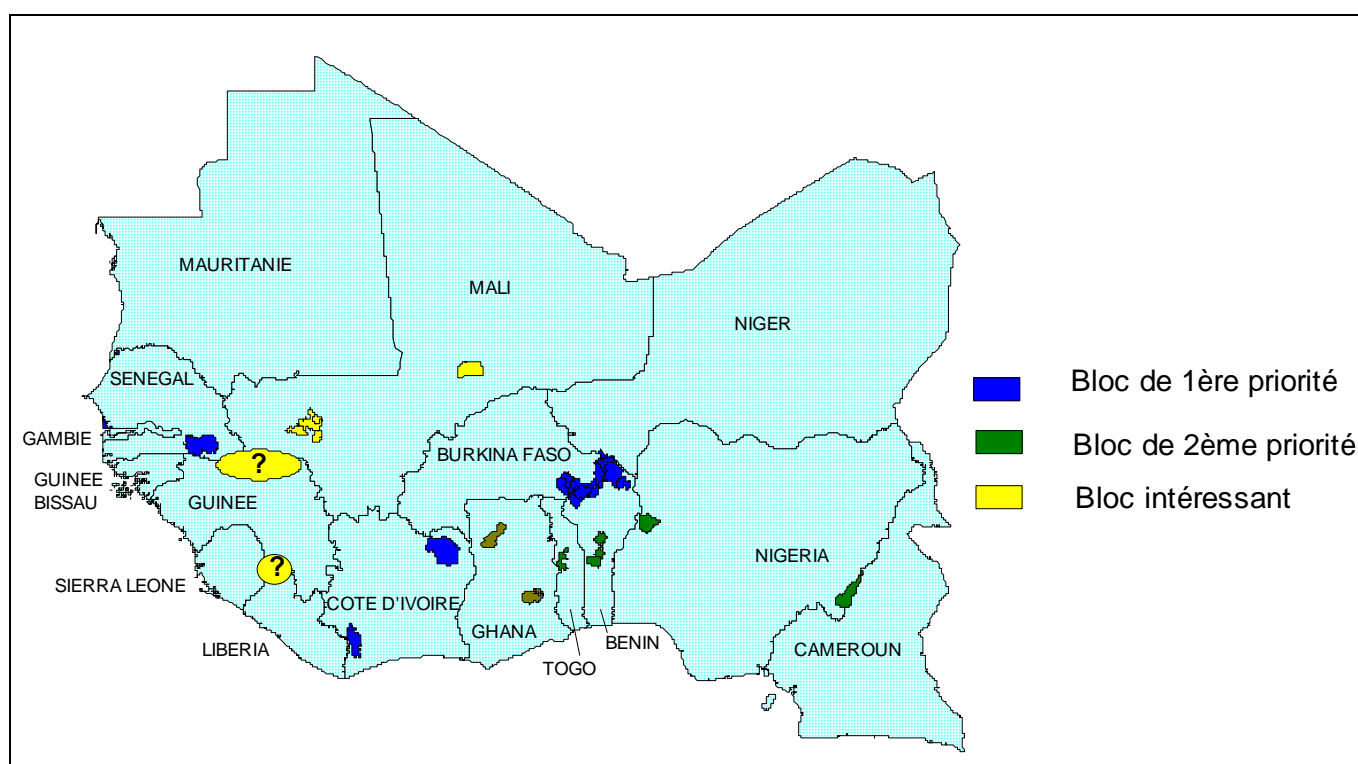 MAURITANIE
MALI
NIGER
SENEGAL
GAMBIE
GUINEE
BISSAU
?
GUINEE
BURKINA FASO
SIERRA LEONE
?
LIBERIA
COTE D'IVOIRE
GHANA
TOGO
BENIN
NIGERIA
CAMEROUN
Bloc de 1ère priorité
Bloc de 2ème priorité
Bloc intéressant